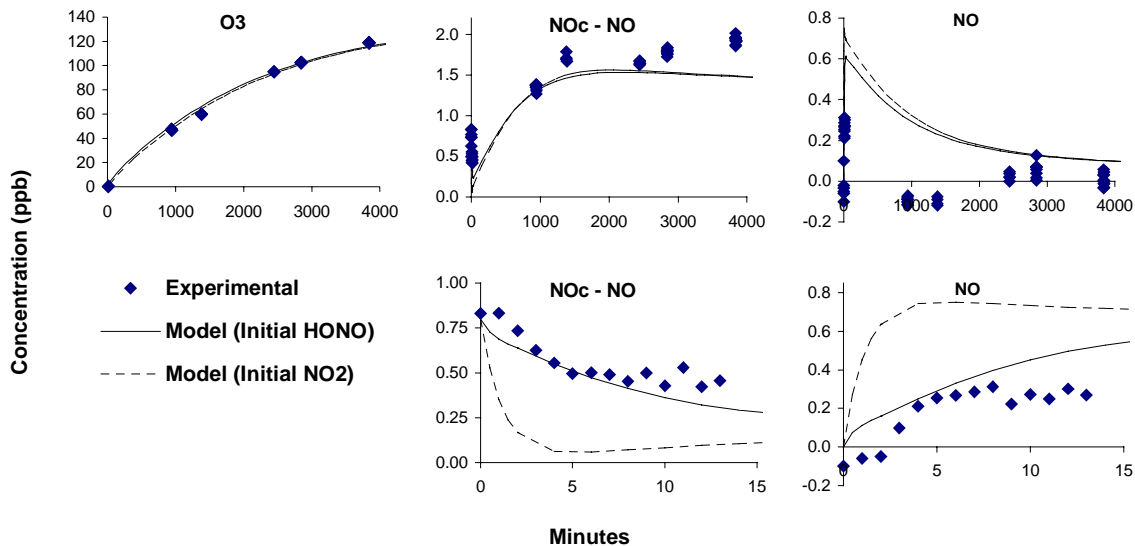 O3
140
120
100
80
60
40
20
0
0 1000 2000 3000 4000
NOc - NO
2.0
1.5
1.0
0.5
0.0
0 1000 2000 3000 4000
NO
0.8
0.6
0.4
0.2
0.0
-0.2
0 1000 2000 3000 4000
Concentration (ppb)
Experimental
Model (Initial HONO)
Model (Initial NO2)
NOc - NO
1.00
0.75
0.50
0.25
0.00
0 5 10 15
NO
0.8
0.6
0.4
0.2
0.0
-0.2
0 5 10 15
Minutes